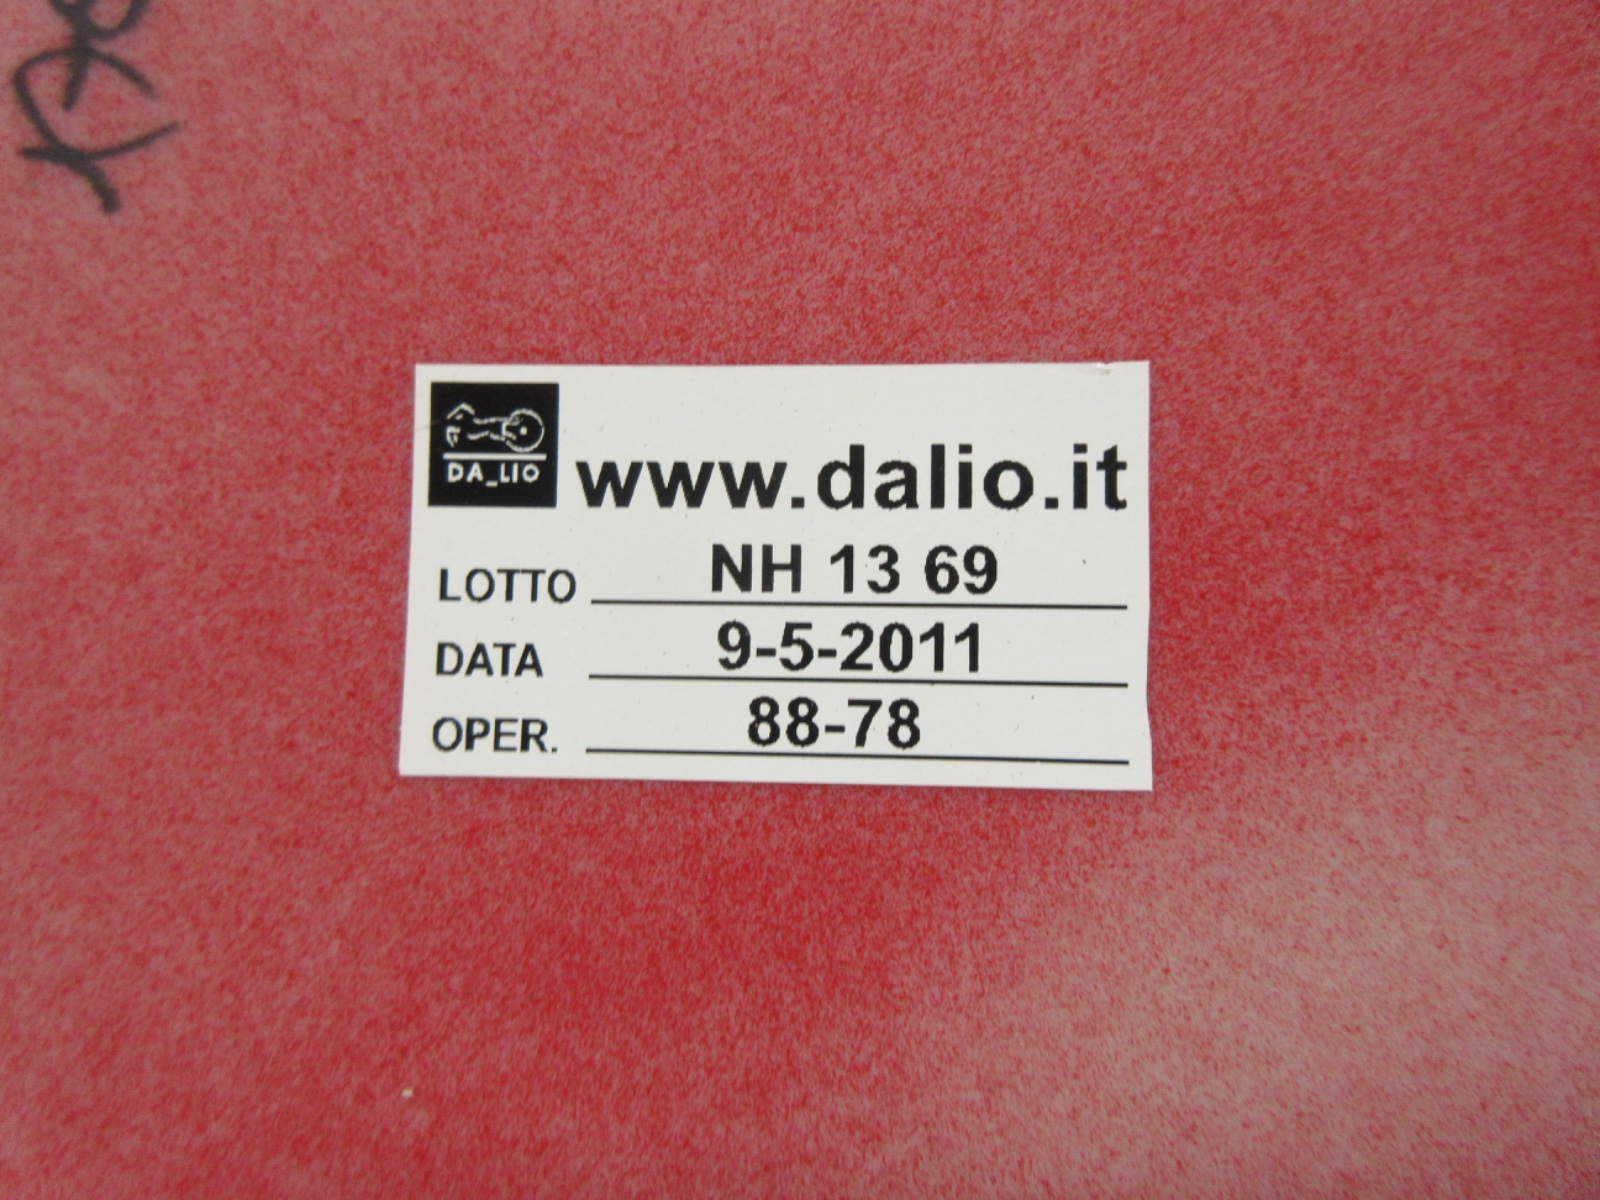 DA_LIO
www.dalio.it
LOTTO NH 13 69
DATA 9-5-2011
OPER. 88-78